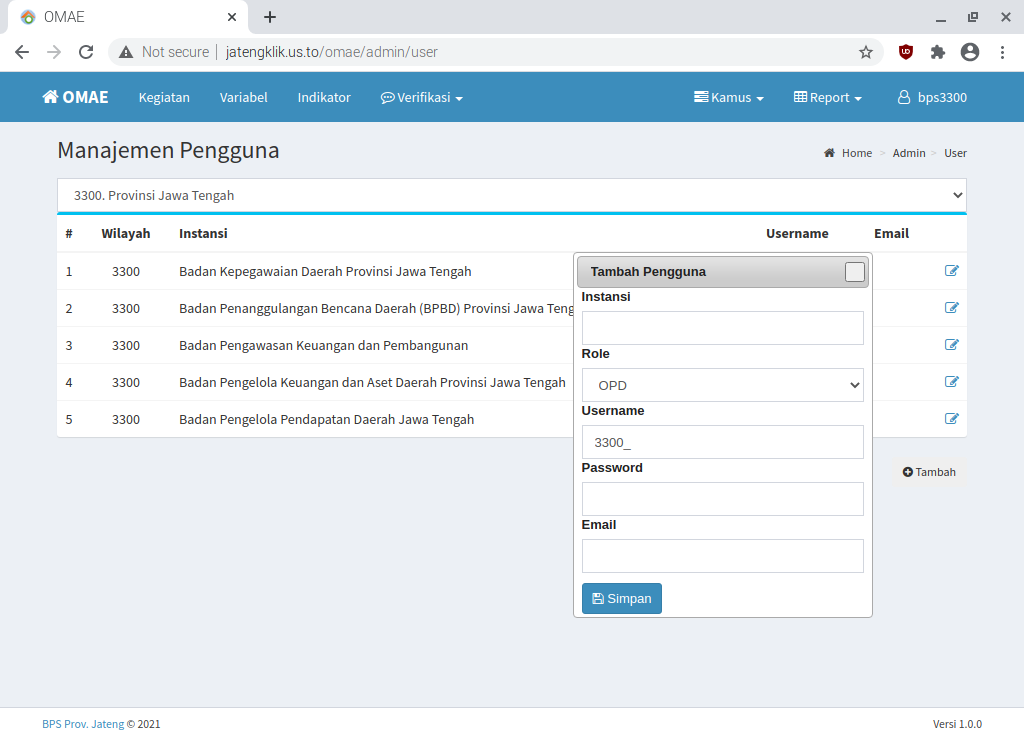 OMAE
Not secure | jatengklik.us.to/omae/admin/user
OMAE Kegiatan Variabel Indikator Verifikasi Kamus Report bps3300
Manajemen Pengguna
Home > Admin > User
3300. Provinsi Jawa Tengah
# Wilayah Instansi Username Email
1 3300 Badan Kepegawaian Daerah Provinsi Jawa Tengah
2 3300 Badan Penanggulangan Bencana Daerah (BPBD) Provinsi Jawa Teng
3 3300 Badan Pengawasan Keuangan dan Pembangunan
4 3300 Badan Pengelola Keuangan dan Aset Daerah Provinsi Jawa Tengah
5 3300 Badan Pengelola Pendapatan Daerah Jawa Tengah
Tambah Pengguna
Instansi
Role
OPD
Username
3300_
Password
Email
Simpan
Tambah
BPS Prov. Jateng © 2021
Versi 1.0.0